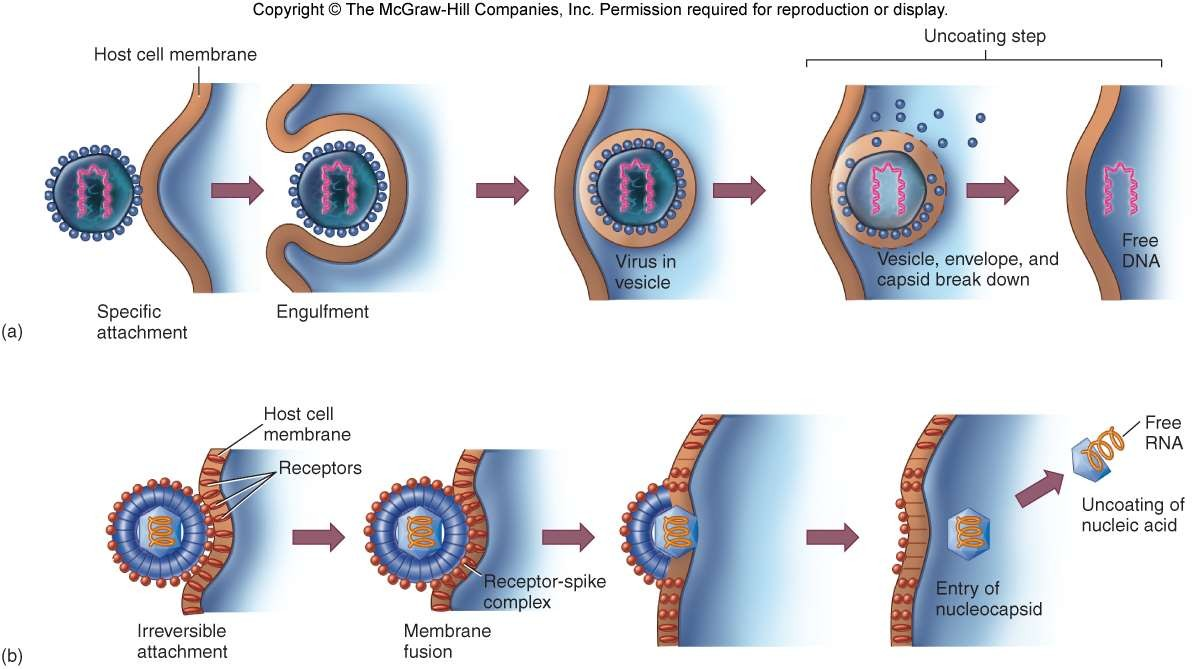 Copyright © The McGraw-Hill Companies, Inc. Permission required for reproduction or display.
Uncoating step
Host cell membrane
Virus in
vesicle
Vesicle, envelope, and
capsid break down
Free
DNA
Specific
attachment
Engulfment
(a)
Host cell
membrane
Receptors
Free
RNA
Uncoating of
nucleic acid
Receptor-spike
complex
Entry of
nucleocapsid
Irreversible
attachment
Membrane
fusion
(b)